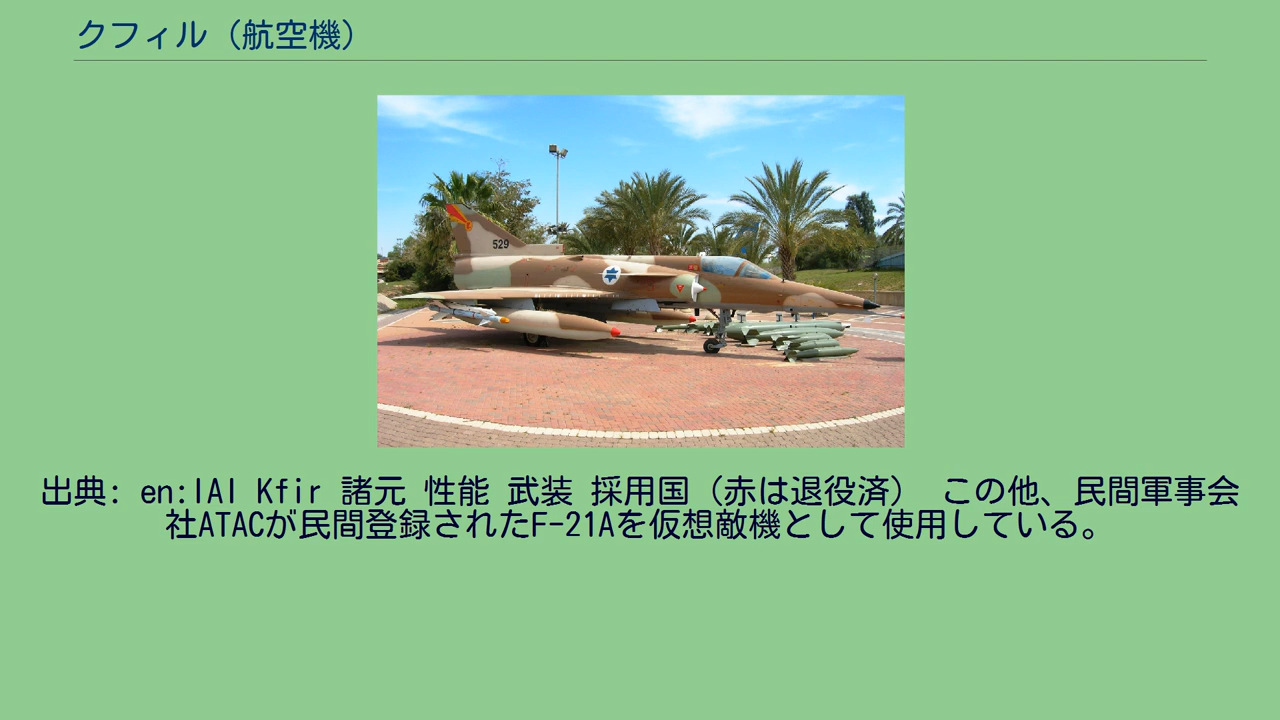 クフィル（航空機）
529
出典: en:IAI Kfir 諸元 性能 武装 採用国（赤は退役済） この他、民間軍事会
社ATACが民間登録されたF-21Aを仮想敵機として使用している。